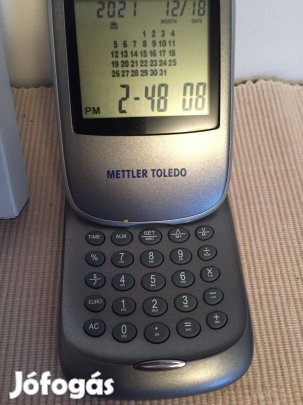 2021 12/18
MONTH DATE
1 2 3 4
5 6 7 8 9 10 11
12 13 14 15 16 17 18
19 20 21 22 23 24 25
26 27 28 29 30 31
PM 2-48 08
METTLER TOLEDO
TIME ALM SET
% 7 8 9 ÷
4 5 6 ×
EURO 1 2 3 -
AC 0 • = +
Jófogás